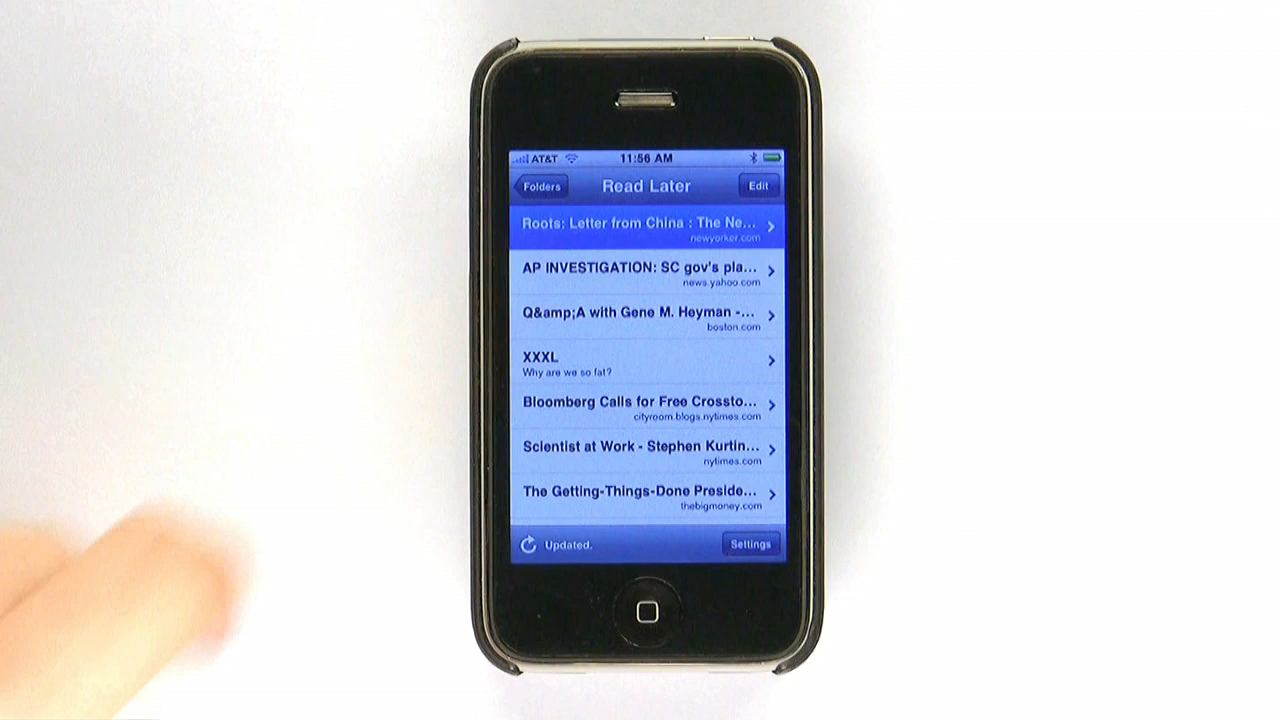 AT&T 11:56 AM
Folders Read Later Edit
Roots: Letter from China : The Ne...
newyorker.com
AP INVESTIGATION: SC gov's pla...
news.yahoo.com
Q&amp;A with Gene M. Heyman -...
boston.com
XXXL
Why are we so fat?
Bloomberg Calls for Free Crossto...
cityroom.blogs.nytimes.com
Scientist at Work - Stephen Kurtin...
nytimes.com
The Getting-Things-Done Preside...
thebigmoney.com
Updated. Settings